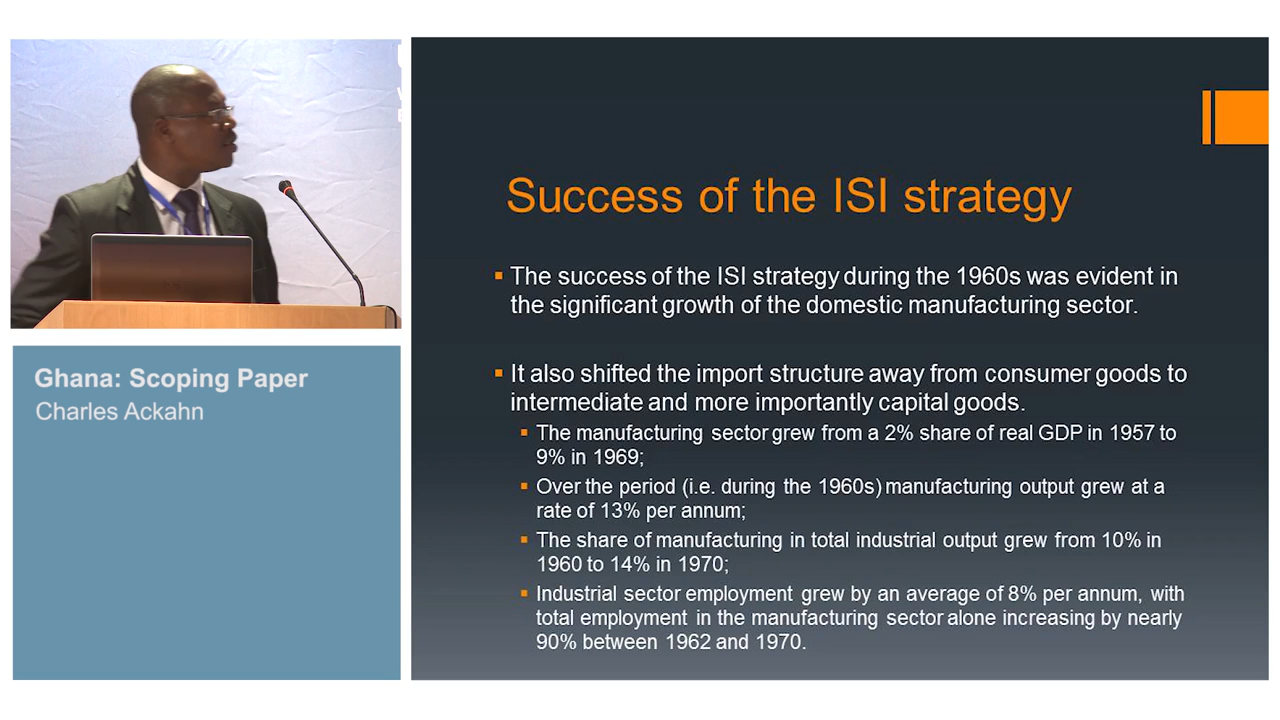 Ghana: Scoping Paper
Charles Ackahn
Success of the ISI strategy
The success of the ISI strategy during the 1960s was evident in
the significant growth of the domestic manufacturing sector.
It also shifted the import structure away from consumer goods to
intermediate and more importantly capital goods.
The manufacturing sector grew from a 2% share of real GDP in 1957 to
9% in 1969;
Over the period (i.e. during the 1960s) manufacturing output grew at a
rate of 13% per annum;
The share of manufacturing in total industrial output grew from 10% in
1960 to 14% in 1970;
Industrial sector employment grew by an average of 8% per annum, with
total employment in the manufacturing sector alone increasing by nearly
90% between 1962 and 1970.